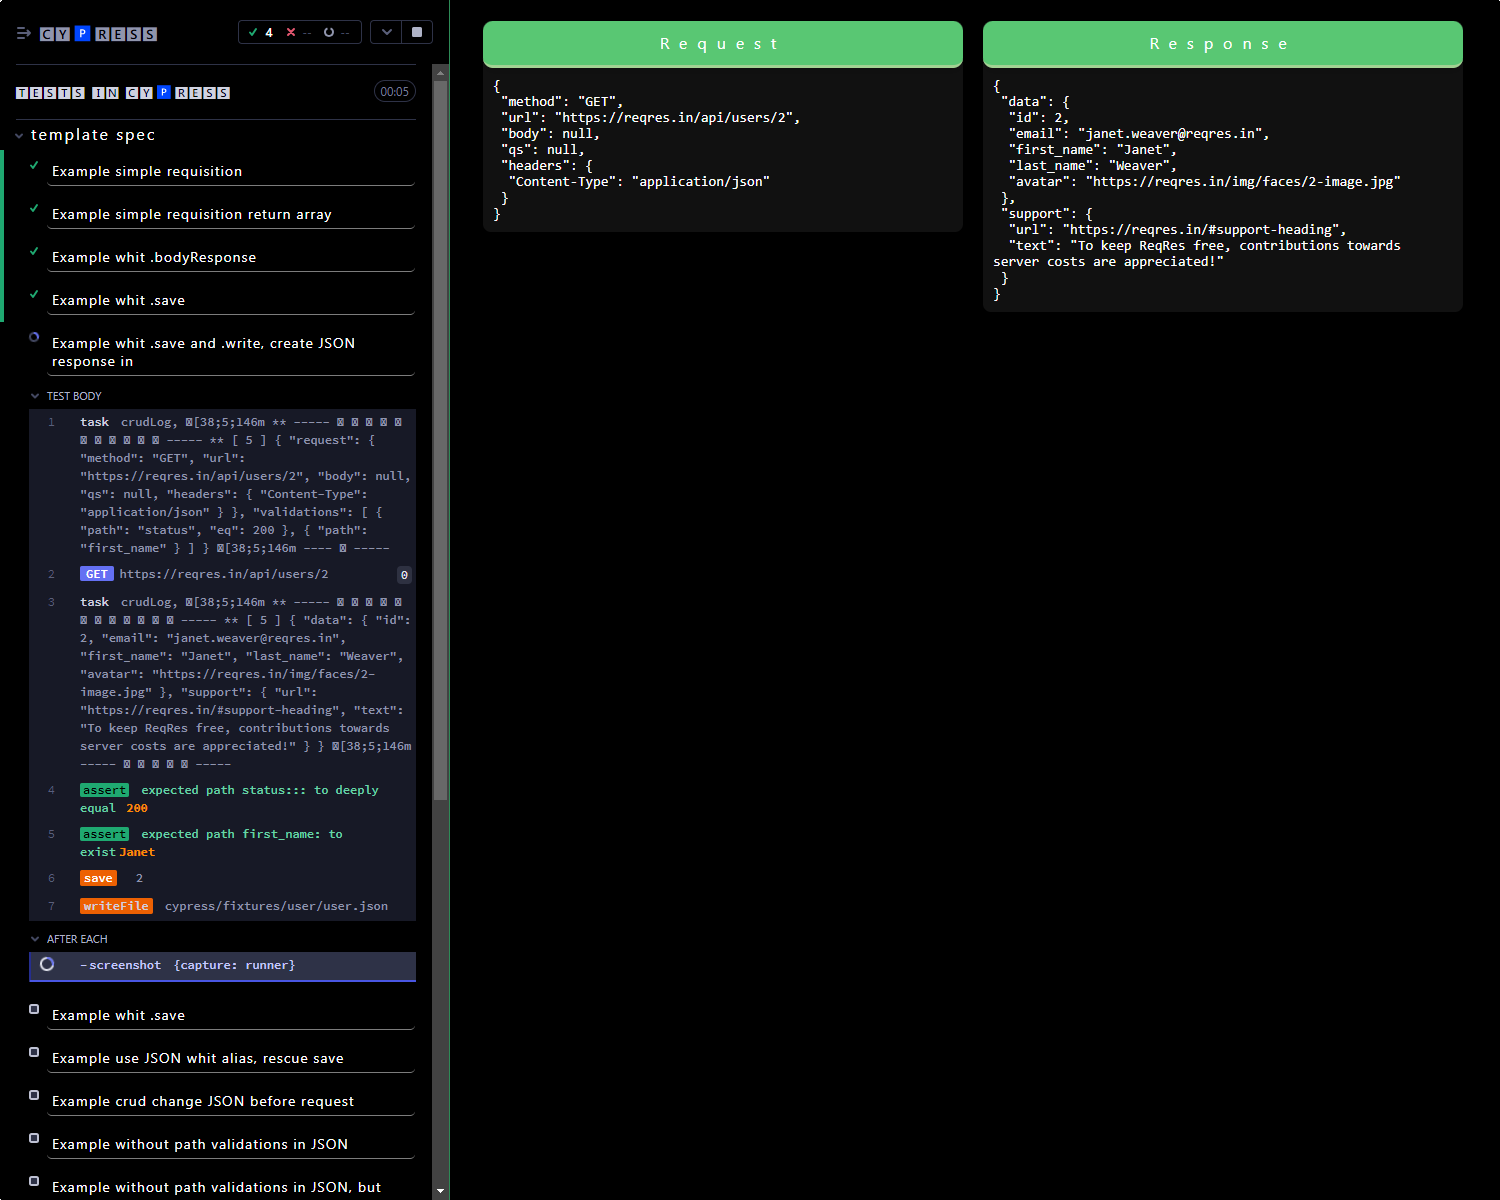 CYPRESS
4 -- --
TESTS IN CYPRESS
00:05
template spec
Example simple requisition
Example simple requisition return array
Example whit .bodyResponse
Example whit .save
Example whit .save and .write, create JSON
response in
TEST BODY
1 task crudLog, [38;5;146m ** -----
----- ** [ 5 ] { "request": {
"method": "GET", "url":
"https://reqres.in/api/users/2", "body": null,
"qs": null, "headers": { "Content-Type":
"application/json" } }, "validations": [ {
"path": "status", "eq": 200 }, { "path":
"first_name" } ] } [38;5;146m ---- -----
2 GET https://reqres.in/api/users/2 0
3 task crudLog, [38;5;146m ** -----
----- ** [ 5 ] { "data": { "id":
2, "email": "janet.weaver@reqres.in",
"first_name": "Janet", "last_name": "Weaver",
"avatar": "https://reqres.in/img/faces/2-
image.jpg" }, "support": { "url":
"https://reqres.in/#support-heading", "text":
"To keep ReqRes free, contributions towards
server costs are appreciated!" } } [38;5;146m
----- -----
4 assert expected path status::: to deeply
equal 200
5 assert expected path first_name: to
exist Janet
6 save 2
7 writeFile cypress/fixtures/user/user.json
AFTER EACH
-screenshot {capture: runner}
Example whit .save
Example use JSON whit alias, rescue save
Example crud change JSON before request
Example without path validations in JSON
Example without path validations in JSON, but
Request
{
"method": "GET",
"url": "https://reqres.in/api/users/2",
"body": null,
"qs": null,
"headers": {
"Content-Type": "application/json"
}
}
Response
{
"data": {
"id": 2,
"email": "janet.weaver@reqres.in",
"first_name": "Janet",
"last_name": "Weaver",
"avatar": "https://reqres.in/img/faces/2-image.jpg"
},
"support": {
"url": "https://reqres.in/#support-heading",
"text": "To keep ReqRes free, contributions towards
server costs are appreciated!"
}
}